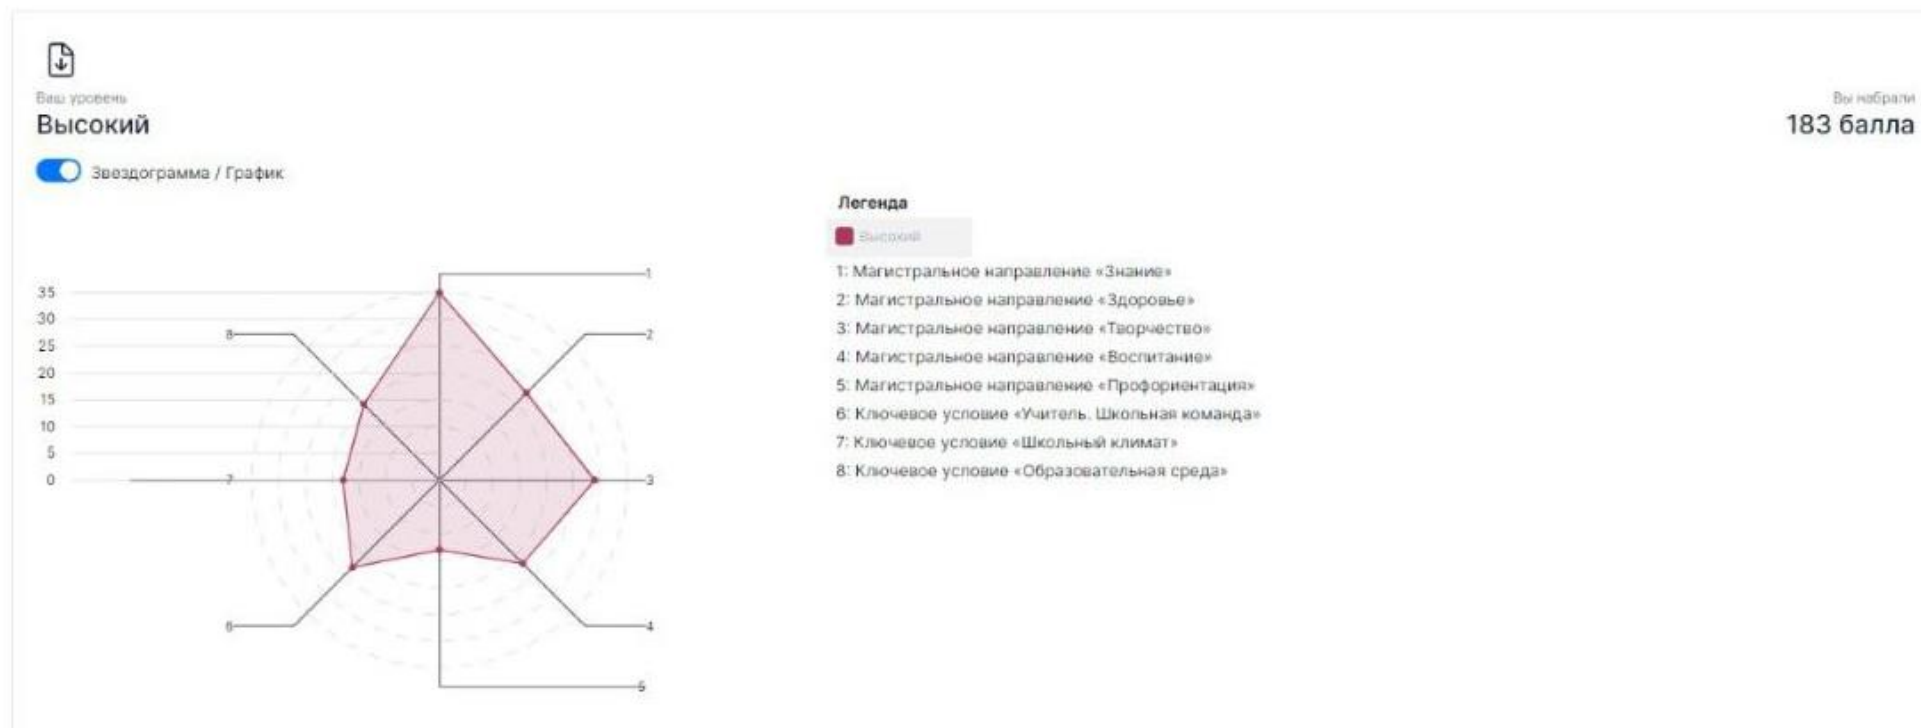 Ваш уровень
Высокий
Вы набрали
183 балла
Звездограмма / График
Легенда
Высокий
1: Магистральное направление «Знание»
2: Магистральное направление «Здоровье»
3: Магистральное направление «Творчество»
4: Магистральное направление «Воспитание»
5: Магистральное направление «Профориентация»
6: Ключевое условие «Учитель. Школьная команда»
7: Ключевое условие «Школьный климат»
8: Ключевое условие «Образовательная среда»
35
30
25
20
15
10
5
0
1
2
3
4
5
6
7
8